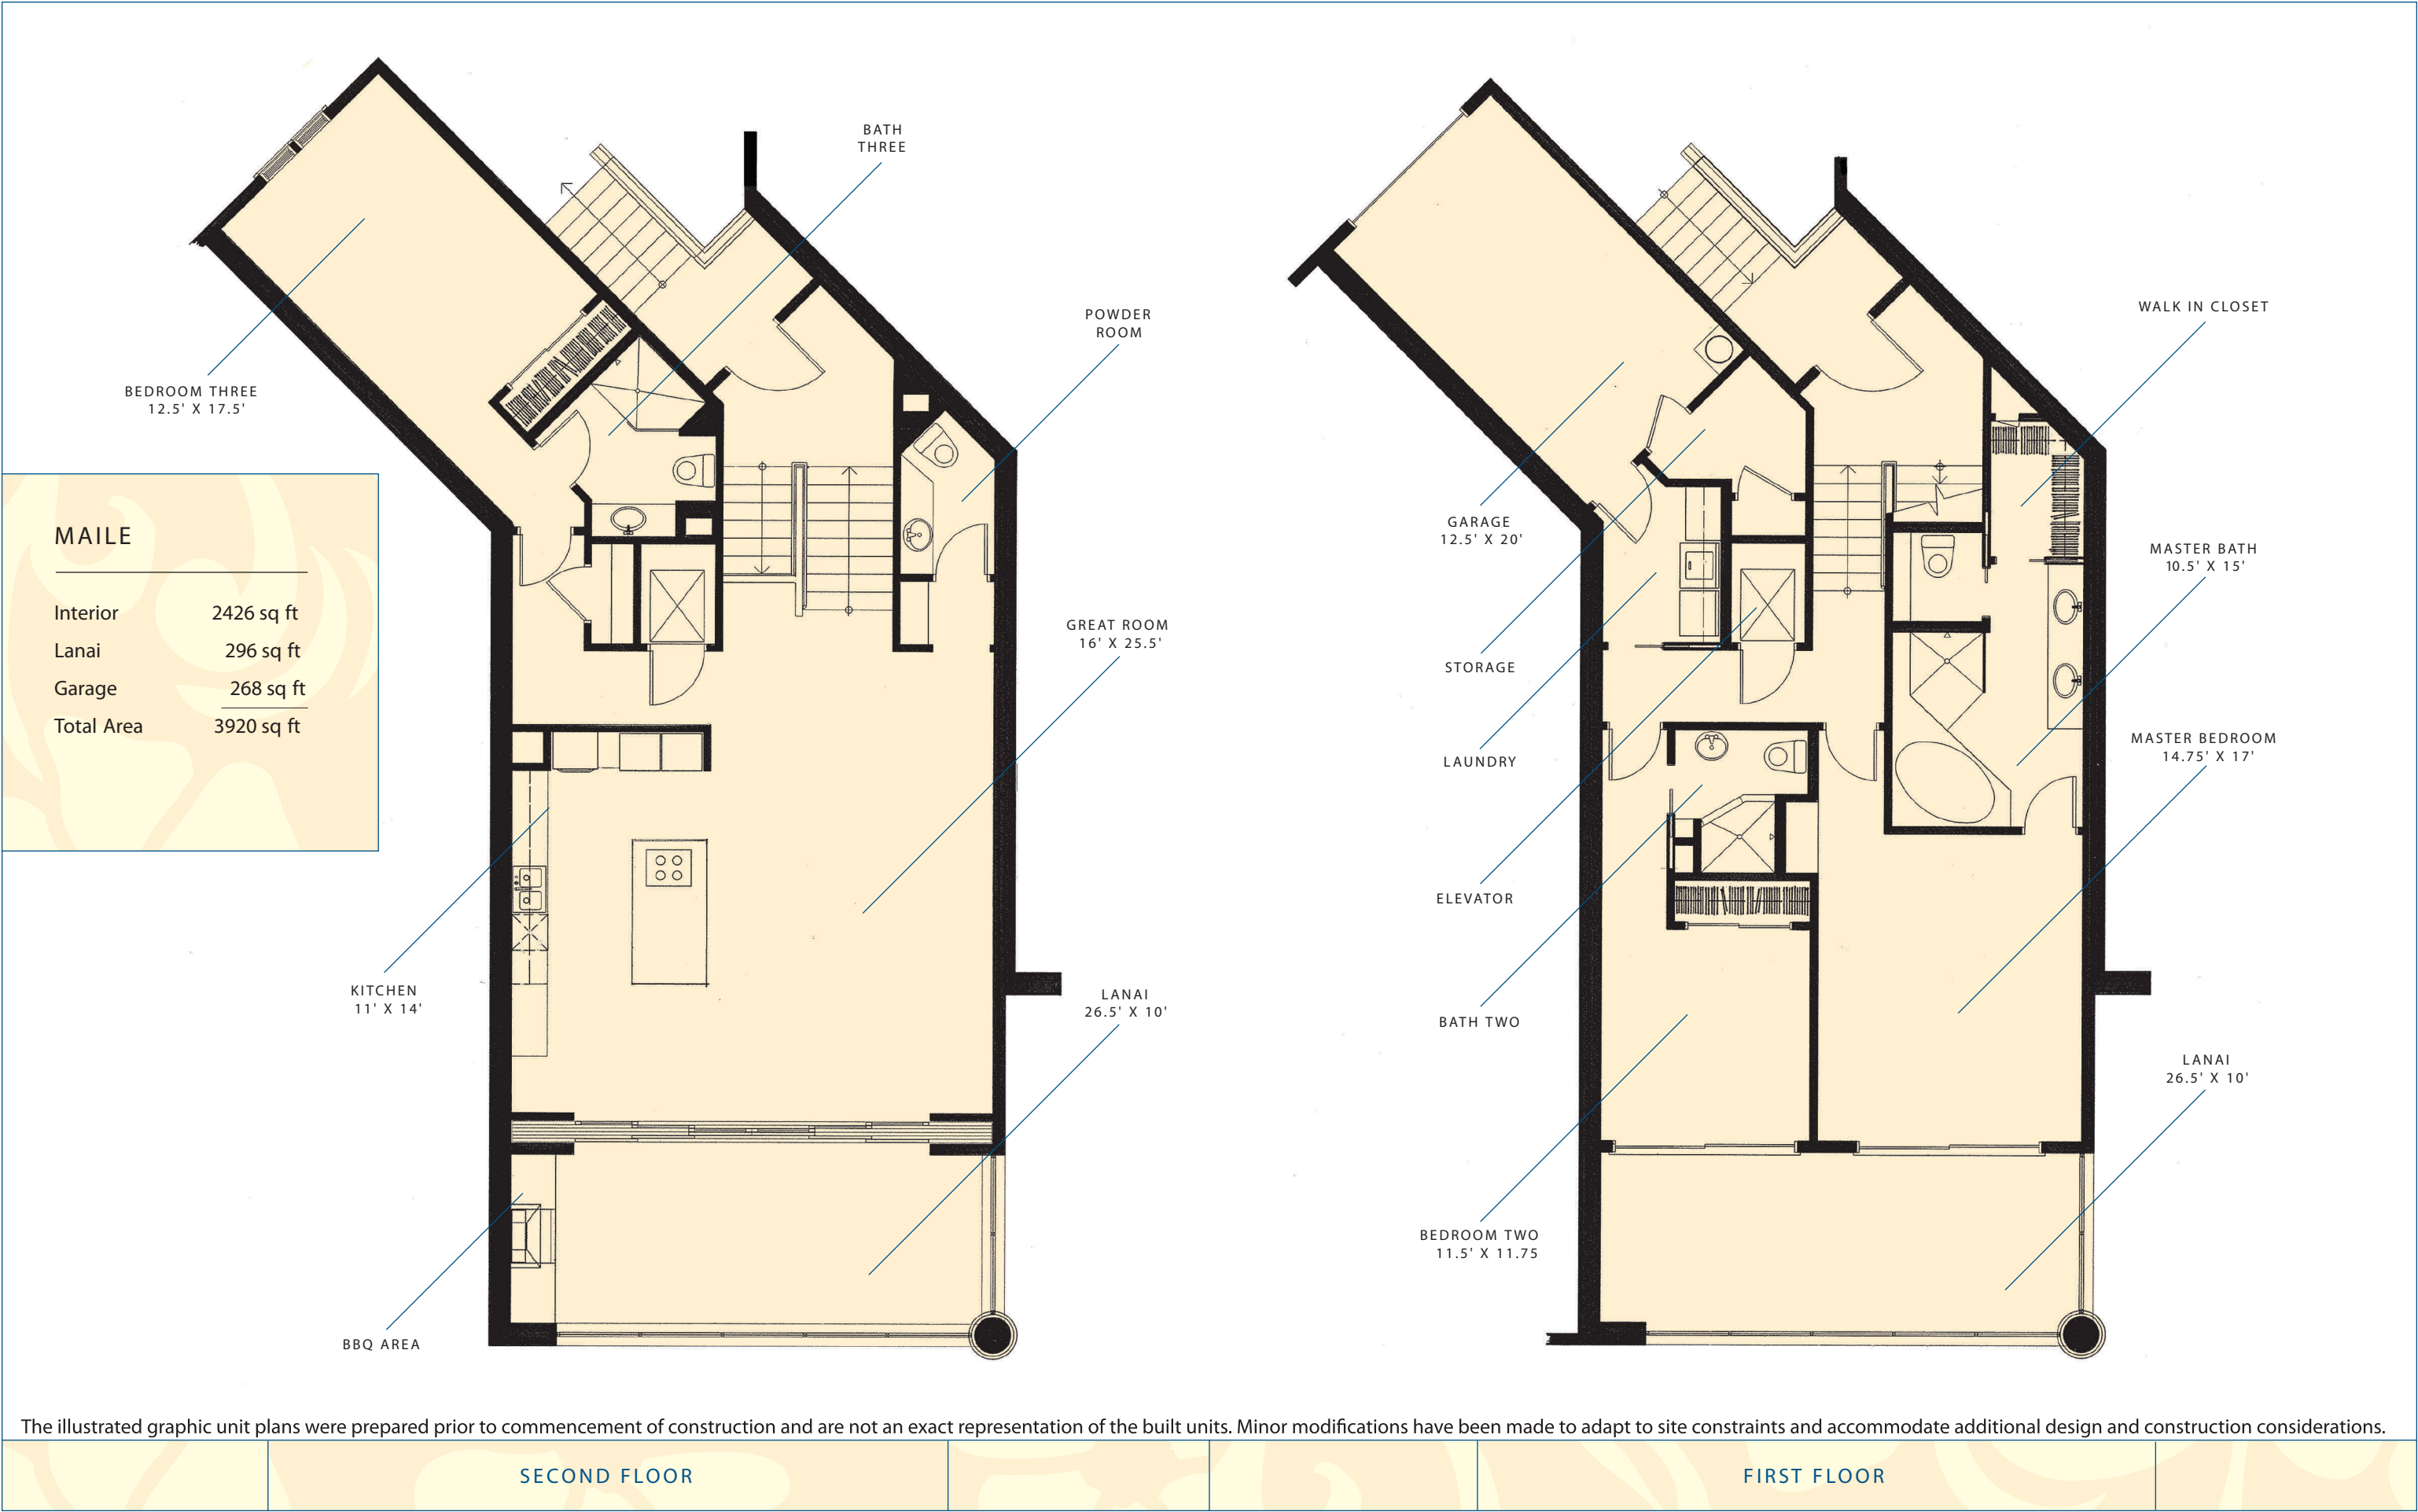 BATH
THREE
POWDER
ROOM
BEDROOM THREE
12.5' X 17.5'
MAILE
Interior 2426 sq ft
Lanai 296 sq ft
Garage 268 sq ft
Total Area 3920 sq ft
GREAT ROOM
16' X 25.5'
KITCHEN
11' X 14'
LANAI
26.5' X 10'
BBQ AREA
WALK IN CLOSET
GARAGE
12.5' X 20'
MASTER BATH
10.5' X 15'
STORAGE
LAUNDRY
MASTER BEDROOM
14.75' X 17'
ELEVATOR
BATH TWO
LANAI
26.5' X 10'
BEDROOM TWO
11.5' X 11.75
The illustrated graphic unit plans were prepared prior to commencement of construction and are not an exact representation of the built units. Minor modifications have been made to adapt to site constraints and accommodate additional design and construction considerations.
SECOND FLOOR
FIRST FLOOR